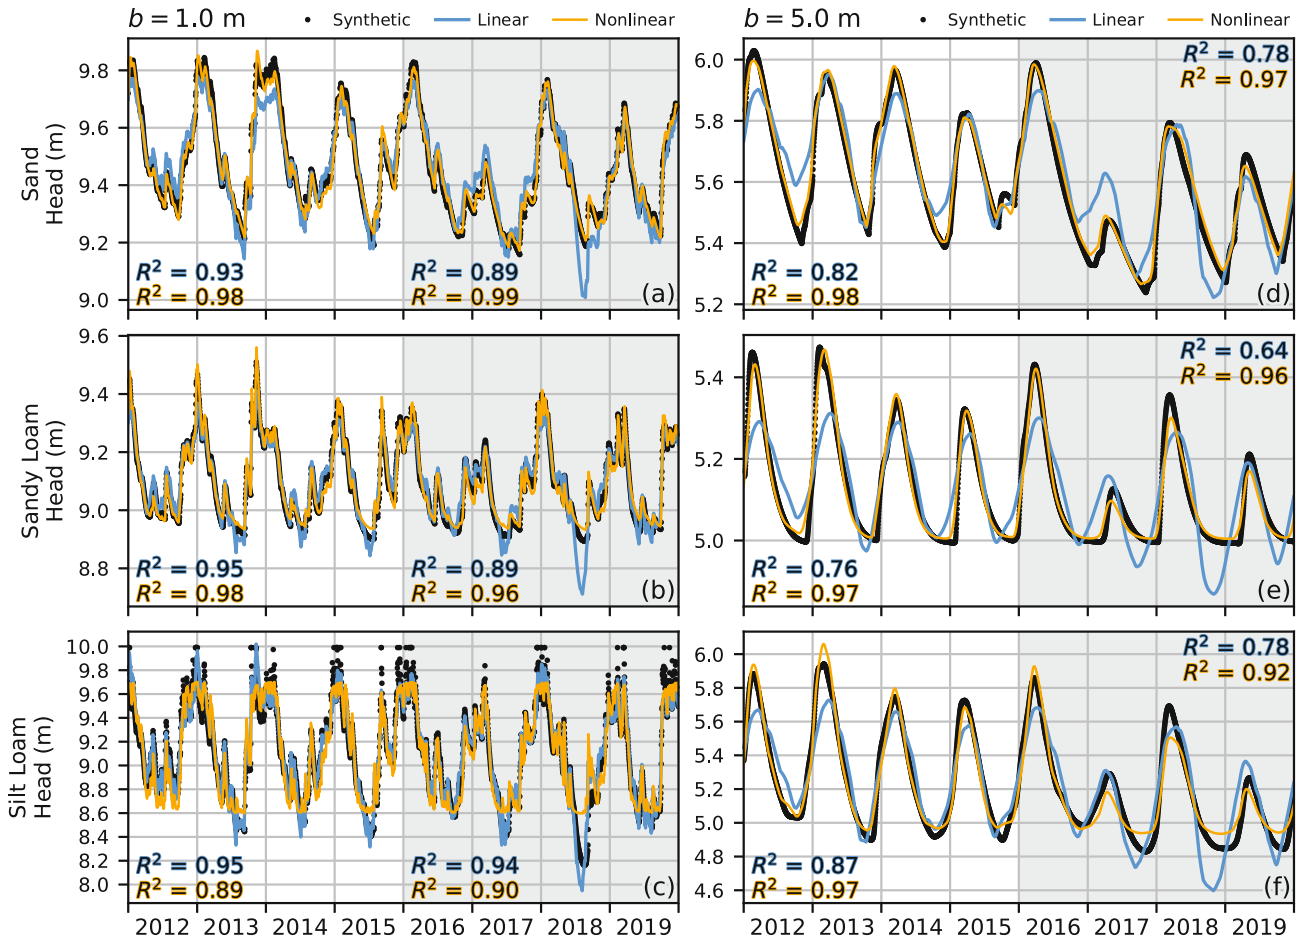 b = 1.0 m
Synthetic
Linear
Nonlinear
b = 5.0 m
Synthetic
Linear
Nonlinear
Sand
Head (m)
9.8
9.6
9.4
9.2
9.0
R² = 0.93
R² = 0.98
R² = 0.89
R² = 0.99
(a)
6.0
5.8
5.6
5.4
5.2
R² = 0.78
R² = 0.97
R² = 0.82
R² = 0.98
(d)
Sandy Loam
Head (m)
9.6
9.4
9.2
9.0
8.8
R² = 0.95
R² = 0.98
R² = 0.89
R² = 0.96
(b)
5.4
5.2
5.0
R² = 0.64
R² = 0.96
R² = 0.76
R² = 0.97
(e)
Silt Loam
Head (m)
10.0
9.6
9.4
9.2
9.0
8.8
8.6
8.4
8.2
8.0
R² = 0.95
R² = 0.89
R² = 0.94
R² = 0.90
(c)
6.0
5.8
5.6
5.4
5.2
5.0
4.8
4.6
R² = 0.78
R² = 0.92
R² = 0.87
R² = 0.97
(f)
2012 2013 2014 2015 2016 2017 2018 2019
2012 2013 2014 2015 2016 2017 2018 2019